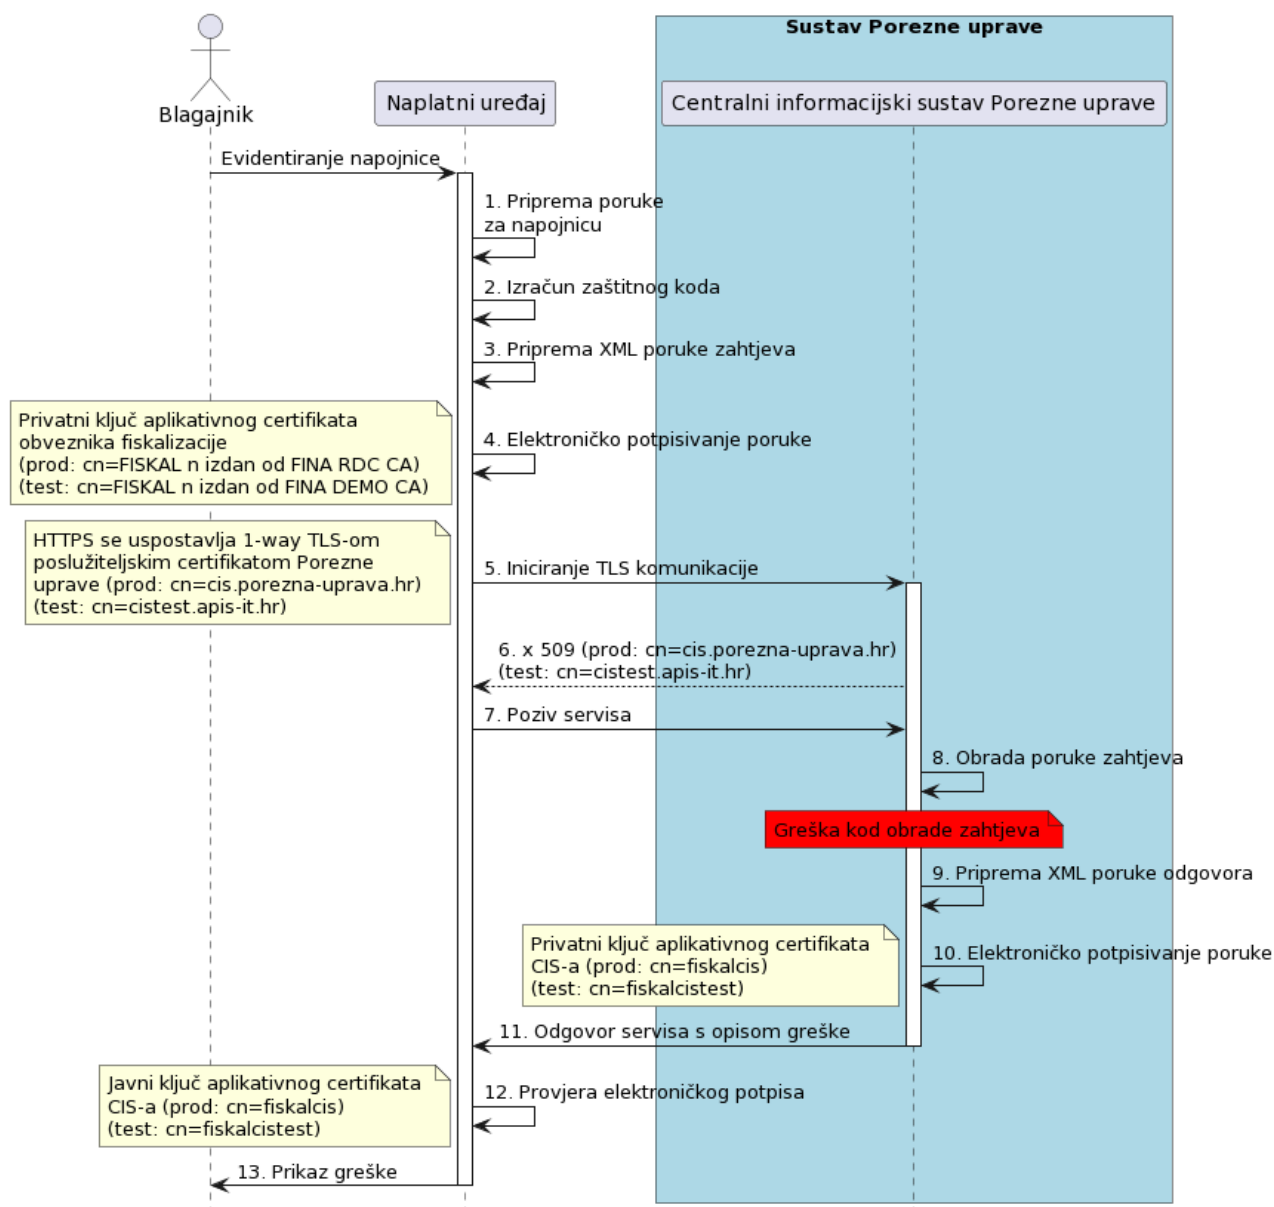 Sustav Porezne uprave
Blagajnik
Naplatni uređaj
Centralni informacijski sustav Porezne uprave
Evidentiranje napojnice
1. Priprema poruke
za napojnicu
2. Izračun zaštitnog koda
3. Priprema XML poruke zahtjeva
Privatni ključ aplikativnog certifikata
obveznika fiskalizacije
(prod: cn=FISKAL n izdan od FINA RDC CA)
(test: cn=FISKAL n izdan od FINA DEMO CA)
4. Elektroničko potpisivanje poruke
HTTPS se uspostavlja 1-way TLS-om
poslužiteljskim certifikatom Porezne
uprave (prod: cn=cis.porezna-uprava.hr)
(test: cn=cistest.apis-it.hr)
5. Iniciranje TLS komunikacije
6. x 509 (prod: cn=cis.porezna-uprava.hr)
(test: cn=cistest.apis-it.hr)
7. Poziv servisa
8. Obrada poruke zahtjeva
Greška kod obrade zahtjeva
9. Priprema XML poruke odgovora
Privatni ključ aplikativnog certifikata
CIS-a (prod: cn=fiskalcis)
(test: cn=fiskalcistest)
10. Elektroničko potpisivanje poruke
11. Odgovor servisa s opisom greške
Javni ključ aplikativnog certifikata
CIS-a (prod: cn=fiskalcis)
(test: cn=fiskalcistest)
12. Provjera elektroničkog potpisa
13. Prikaz greške